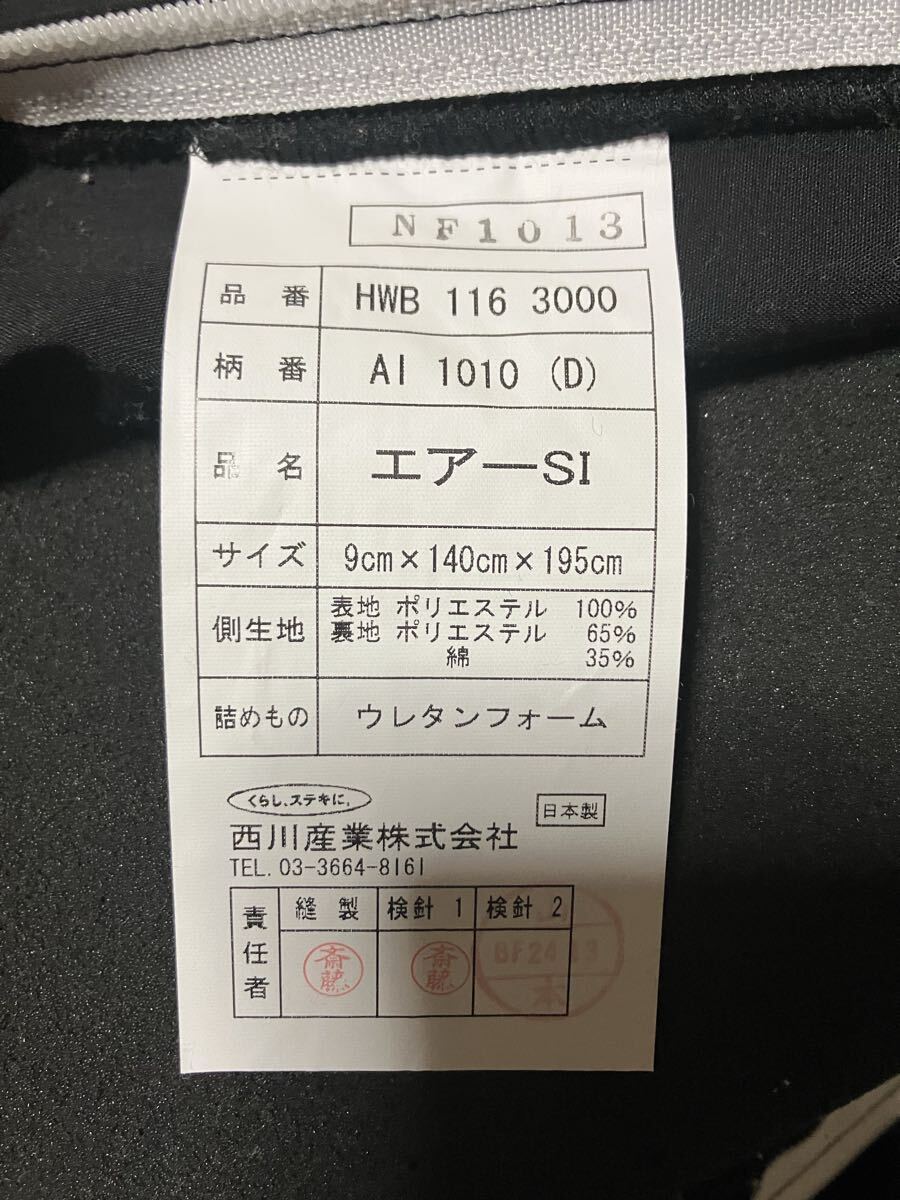 NF1013
品番 HWB 116 3000
柄番 AI 1010 (D)
品名 エアーSI
サイズ 9cm×140cm×195cm
側生地 表地 ポリエステル 100%
裏地 ポリエステル 65%
綿 35%
詰めもの ウレタンフォーム
くらし、ステキに。
日本製
西川産業株式会社
TEL. 03-3664-8161
責任者 縫製 検針 1 検針 2
斎藤 斎藤